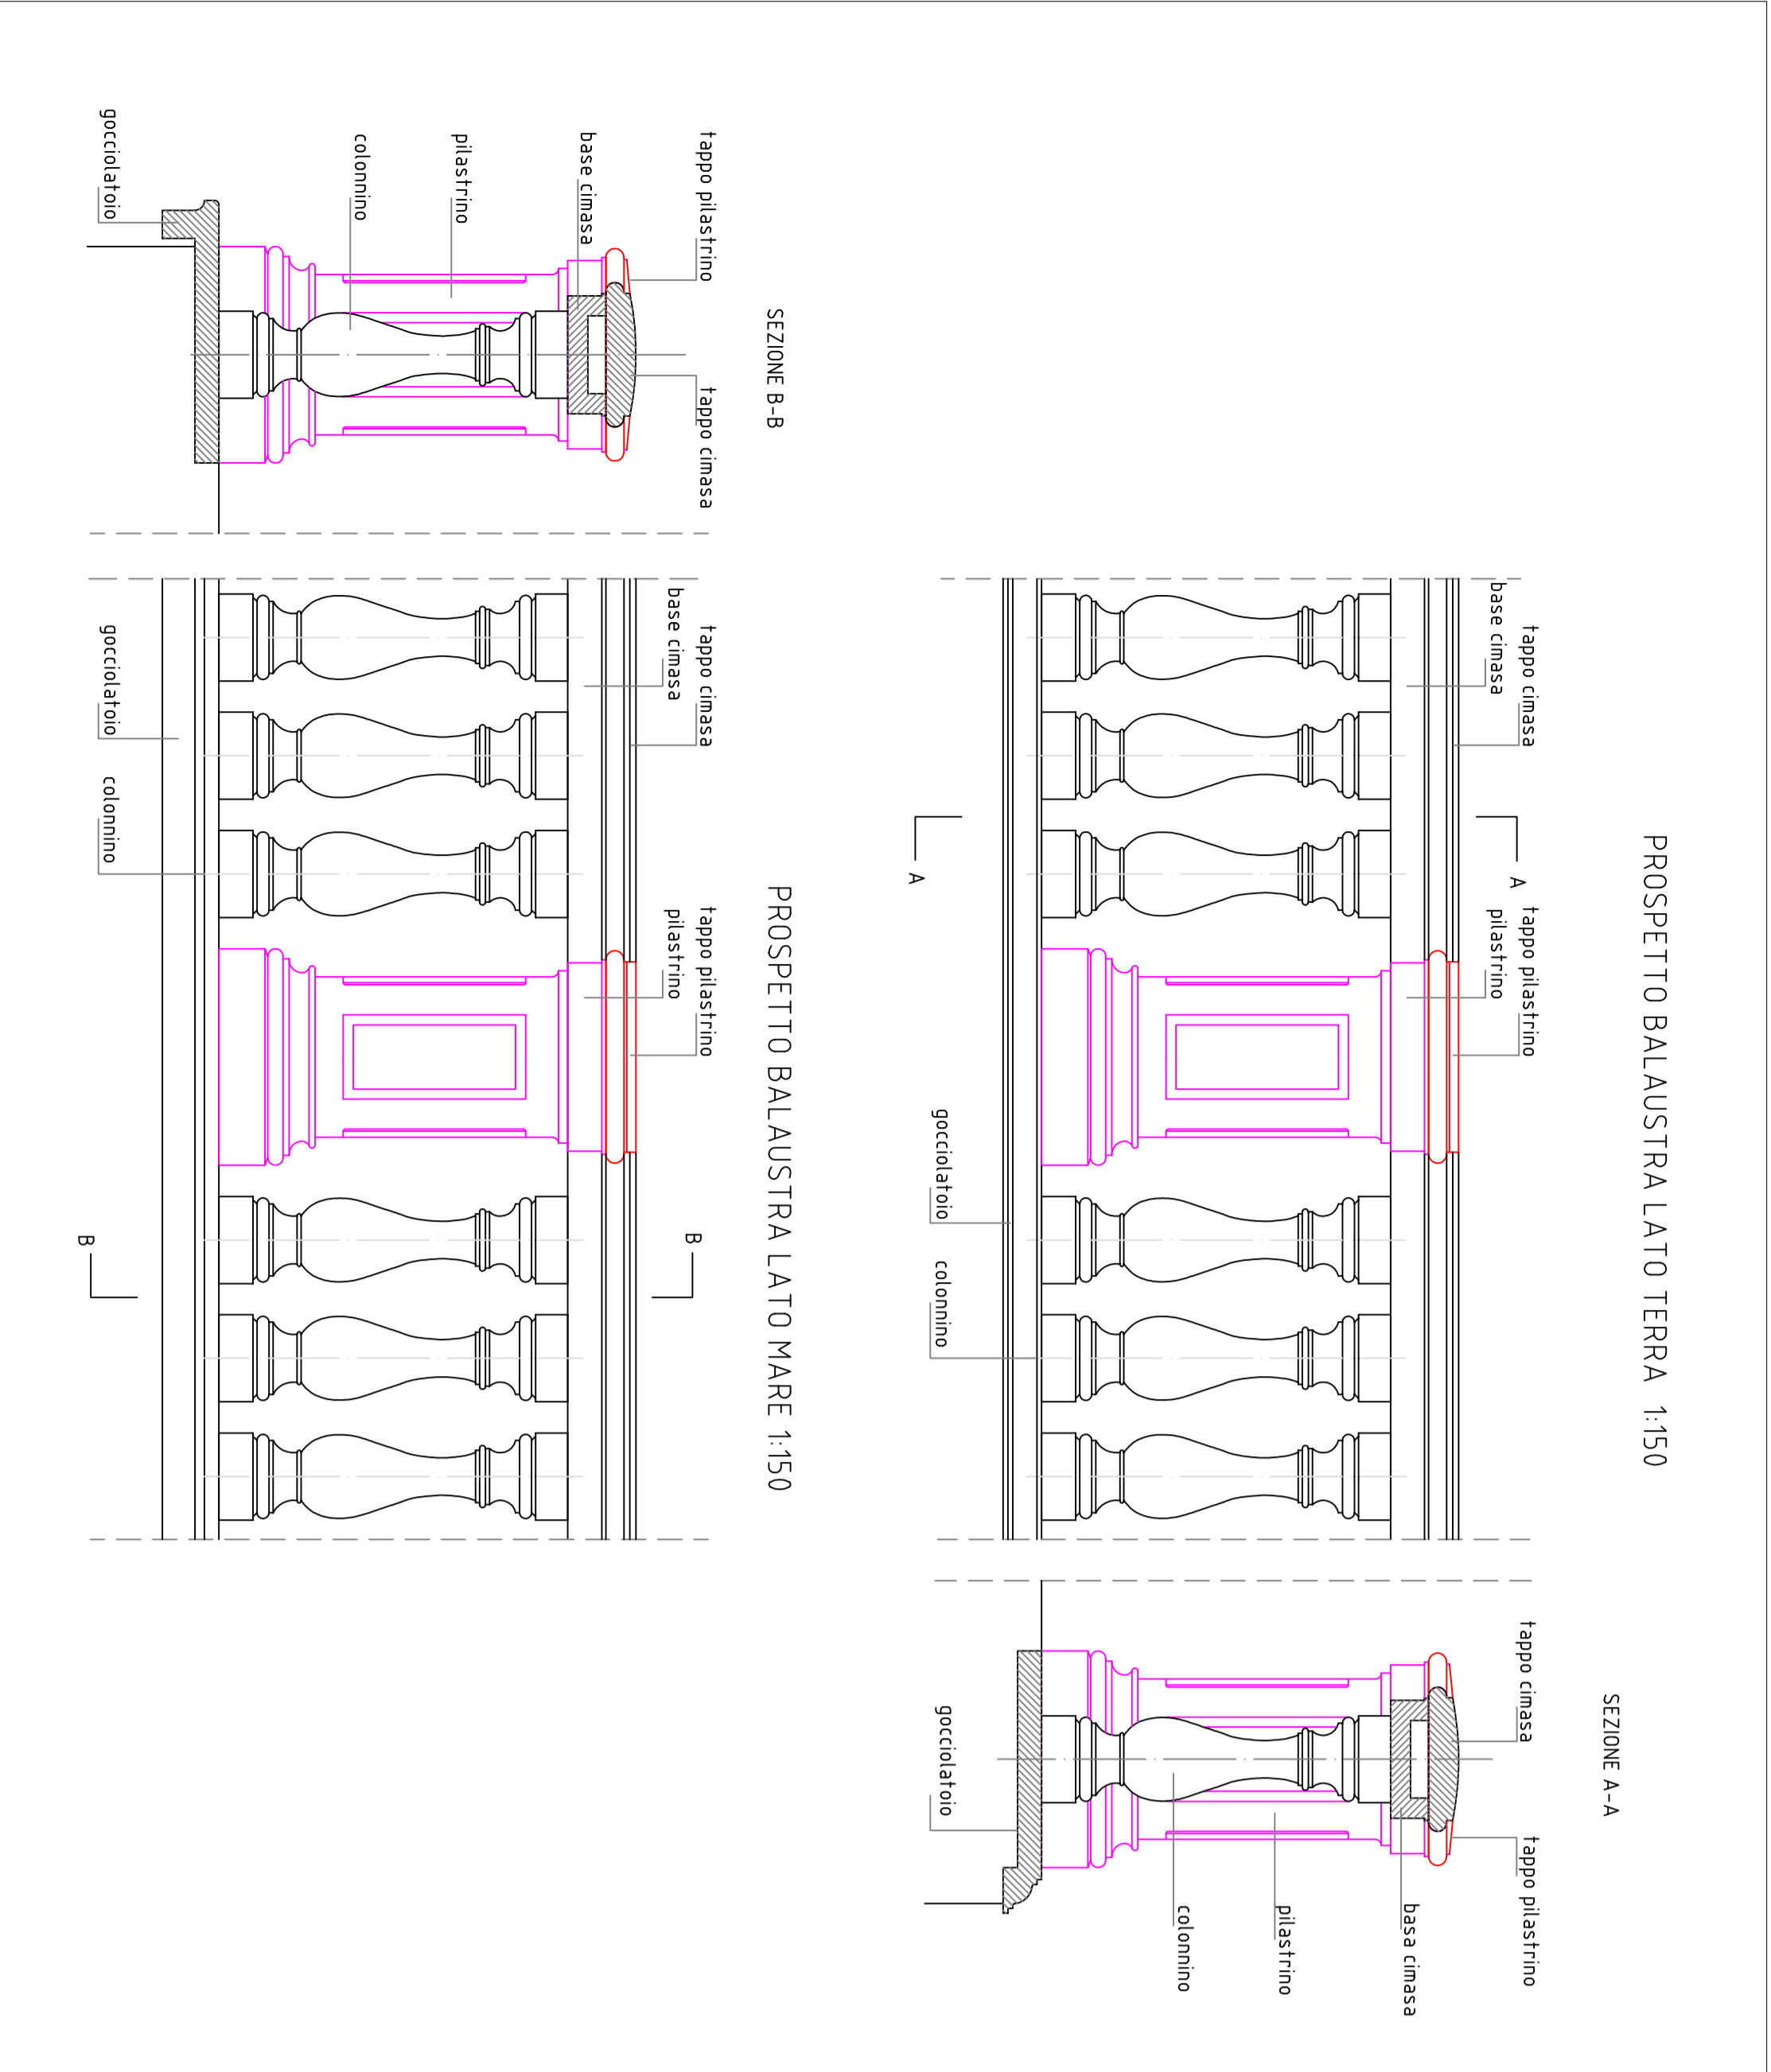 PROSPETTO BALAUSTRA LATO TERRA 1:150
SEZIONE A-A
tappo cimasa
base cimasa
A
tappo pilastrino
pilastrino
tappo cimasa
tappo pilastrino
basa cimasa
pilastrino
colonnino
gocciolatoio
A
gocciolatoio
colonnino
SEZIONE B-B
PROSPETTO BALAUSTRA LATO MARE 1:150
tappo pilastrino
tappo cimasa
base cimasa
pilastrino
colonnino
gocciolatoio
tappo cimasa
base cimasa
tappo pilastrino
pilastrino
B
gocciolatoio
colonnino
B